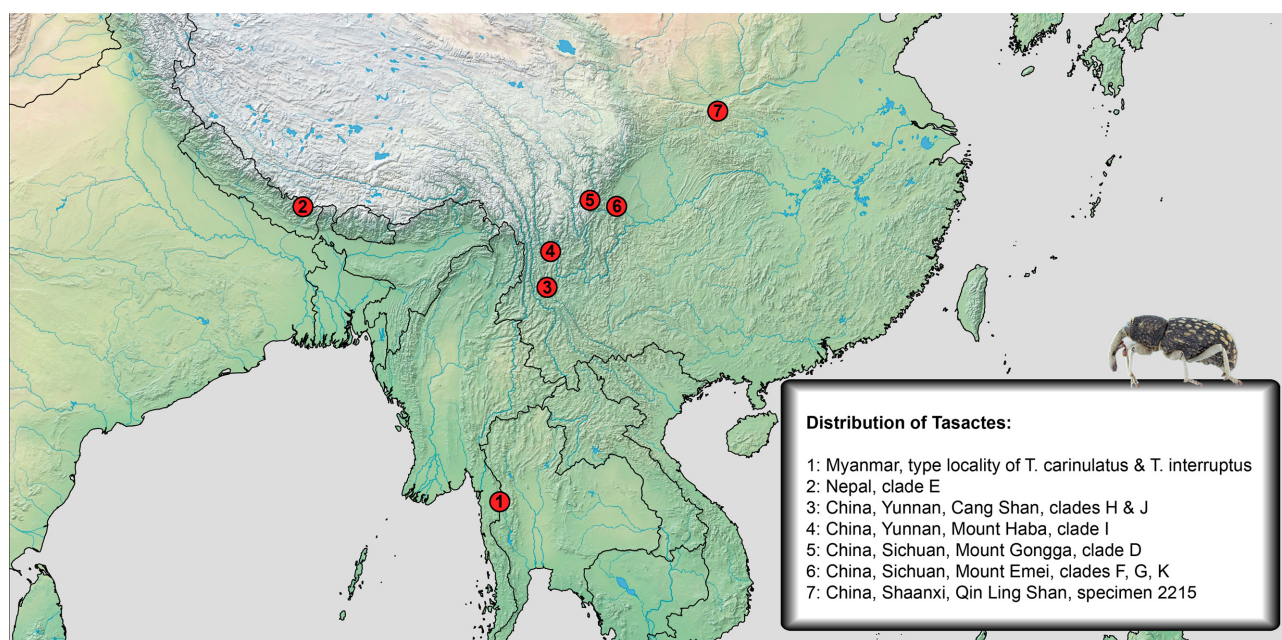 7
5
6
2
4
3
1
Distribution of Tasactes:
1: Myanmar, type locality of T. carinulatus & T. interruptus
2: Nepal, clade E
3: China, Yunnan, Cang Shan, clades H & J
4: China, Yunnan, Mount Haba, clade I
5: China, Sichuan, Mount Gongga, clade D
6: China, Sichuan, Mount Emei, clades F, G, K
7: China, Shaanxi, Qin Ling Shan, specimen 2215